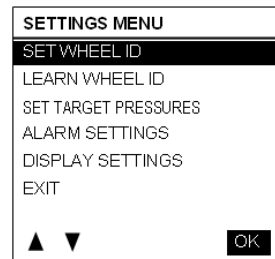 SETTINGS MENU
SET WHEEL ID
LEARN WHEEL ID
SET TARGET PRESSURES
ALARM SETTINGS
DISPLAY SETTINGS
EXIT
▲ ▼ OK